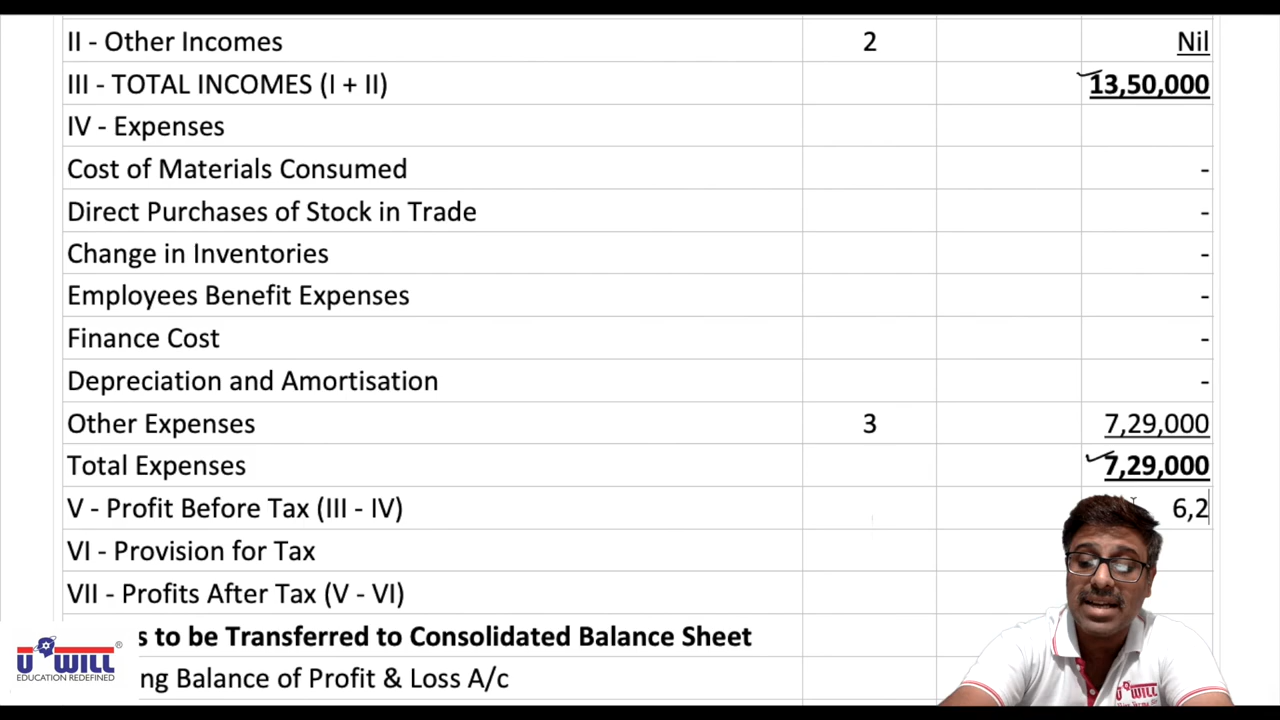 II - Other Incomes 2 Nil
III - TOTAL INCOMES (I + II) 13,50,000
IV - Expenses
Cost of Materials Consumed -
Direct Purchases of Stock in Trade -
Change in Inventories -
Employees Benefit Expenses -
Finance Cost -
Depreciation and Amortisation -
Other Expenses 3 7,29,000
Total Expenses 7,29,000
V - Profit Before Tax (III - IV) 6,2
VI - Provision for Tax
VII - Profits After Tax (V - VI)
s to be Transferred to Consolidated Balance Sheet
ng Balance of Profit & Loss A/c
U WILL ®
EDUCATION REDEFINED
U WILL